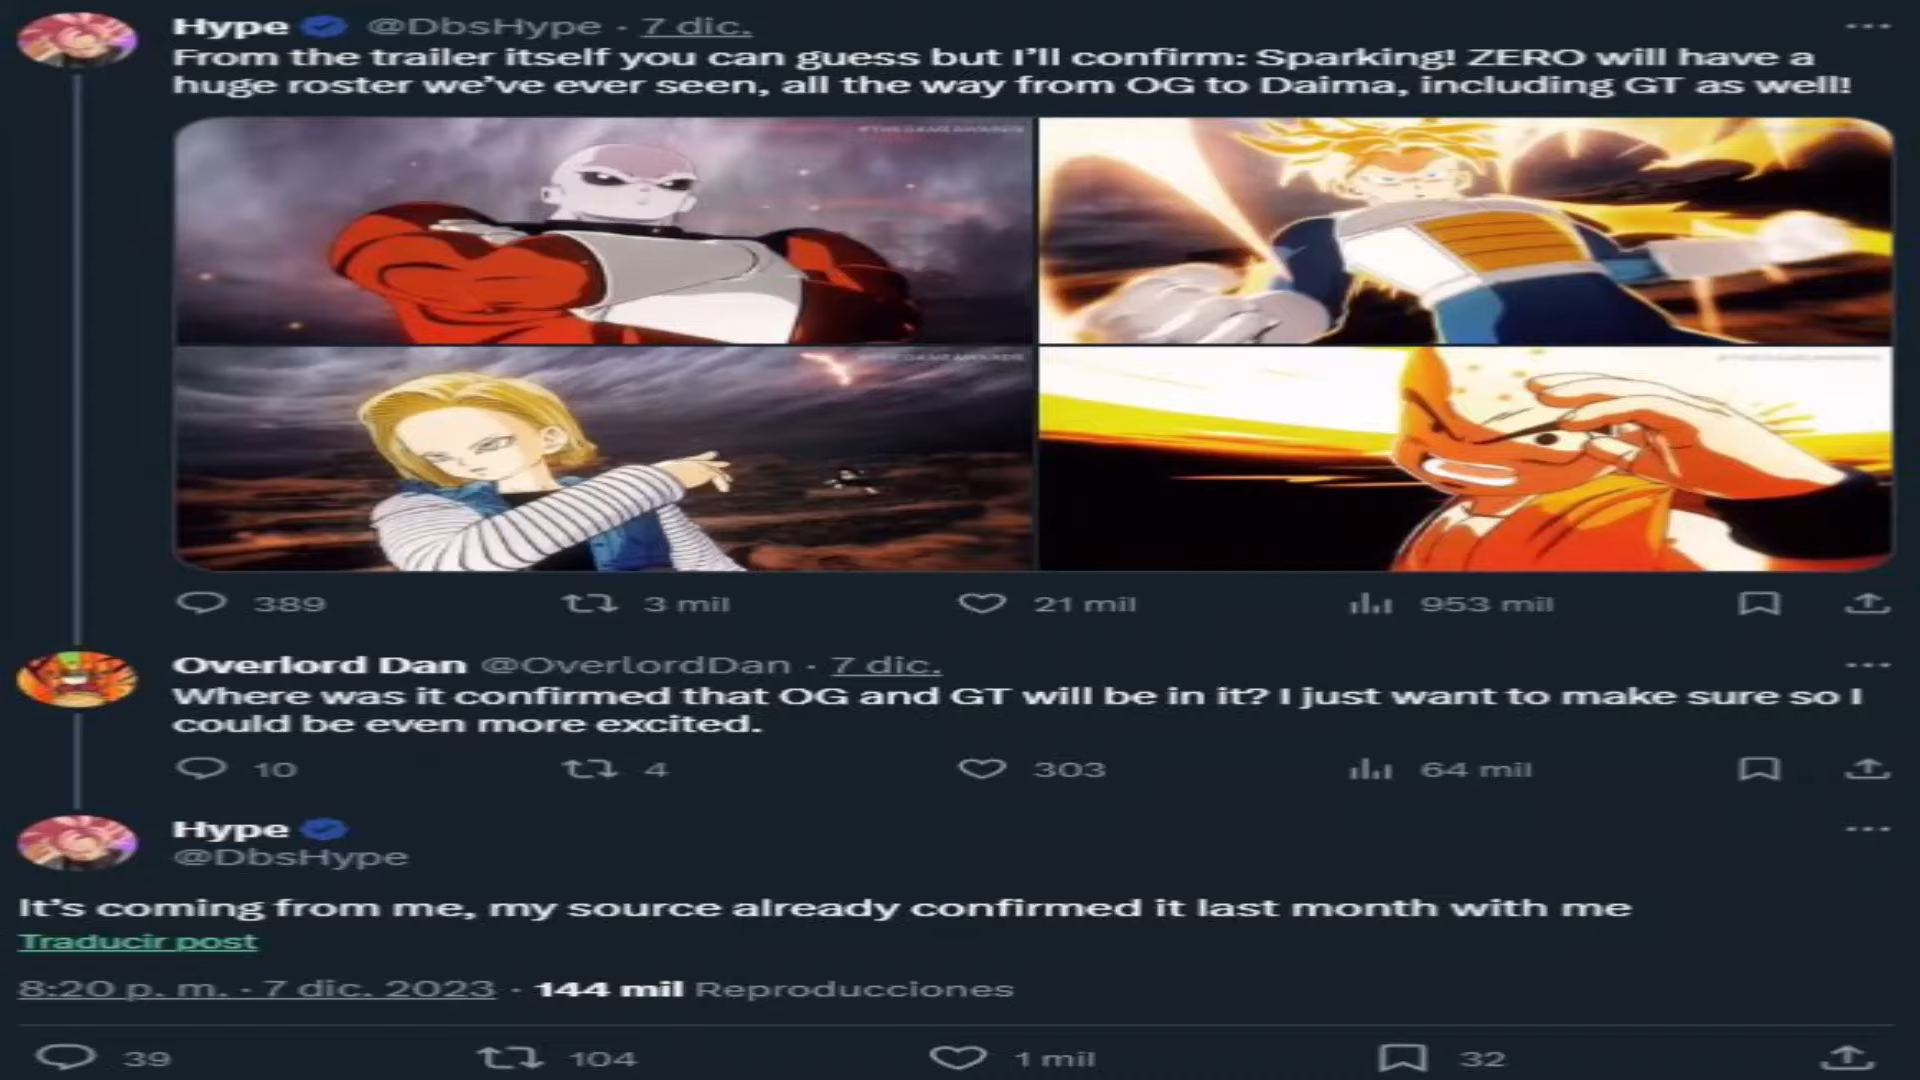 Hype @DbsHype · 7 dic.
From the trailer itself you can guess but I'll confirm: Sparking! ZERO will have a
huge roster we've ever seen, all the way from OG to Daima, including GT as well!
#THEGAMEAWARDS
389 3 mil 21 mil 953 mil
Overlord Dan @OverlordDan · 7 dic.
Where was it confirmed that OG and GT will be in it? I just want to make sure so I
could be even more excited.
10 4 303 64 mil
Hype
@DbsHype
It's coming from me, my source already confirmed it last month with me
Traducir post
8:20 p. m. · 7 dic. 2023 · 144 mil Reproducciones
39 104 1 mil 32